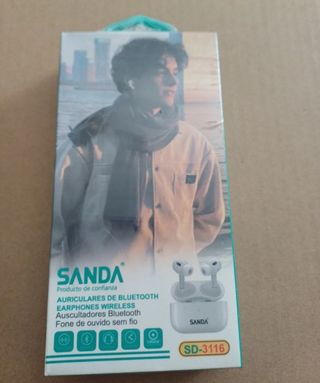 SANDA®
Producto de confianza
AURICULARES DE BLUETOOTH
EARPHONES WIRELESS
Auscultadores Bluetooth
Fone de ouvido sem fio
SANDA
SD-3116